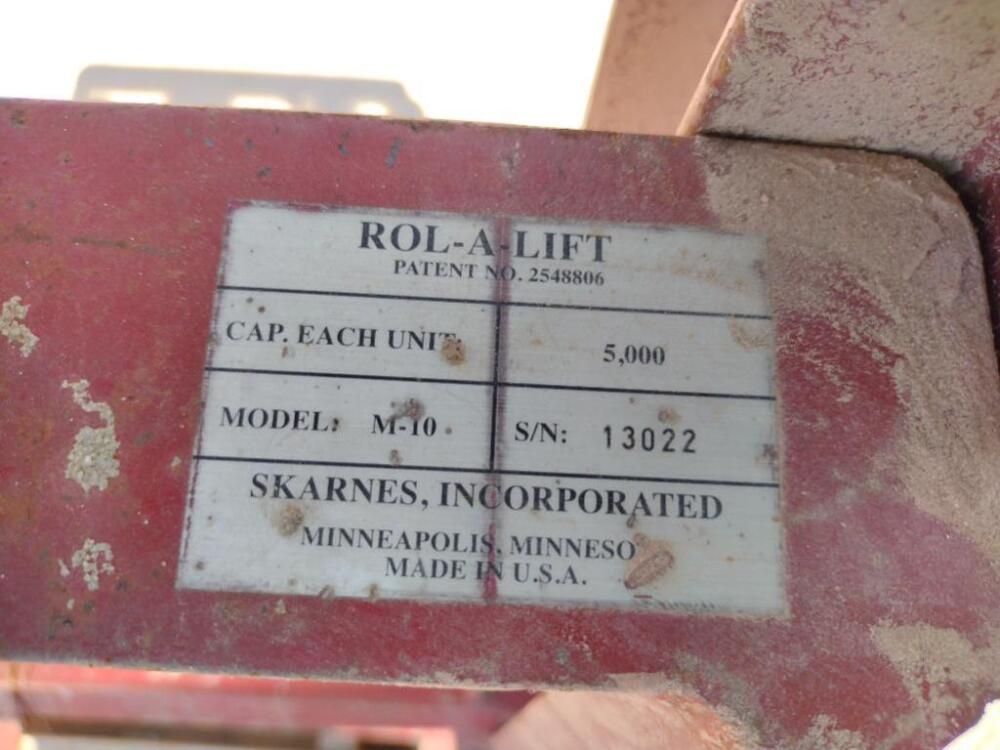 ROL-A-LIFT
PATENT NO. 2548806
CAP. EACH UNIT: 5,000
MODEL: M-10 S/N: 13022
SKARNES, INCORPORATED
MINNEAPOLIS, MINNESO
MADE IN U.S.A.